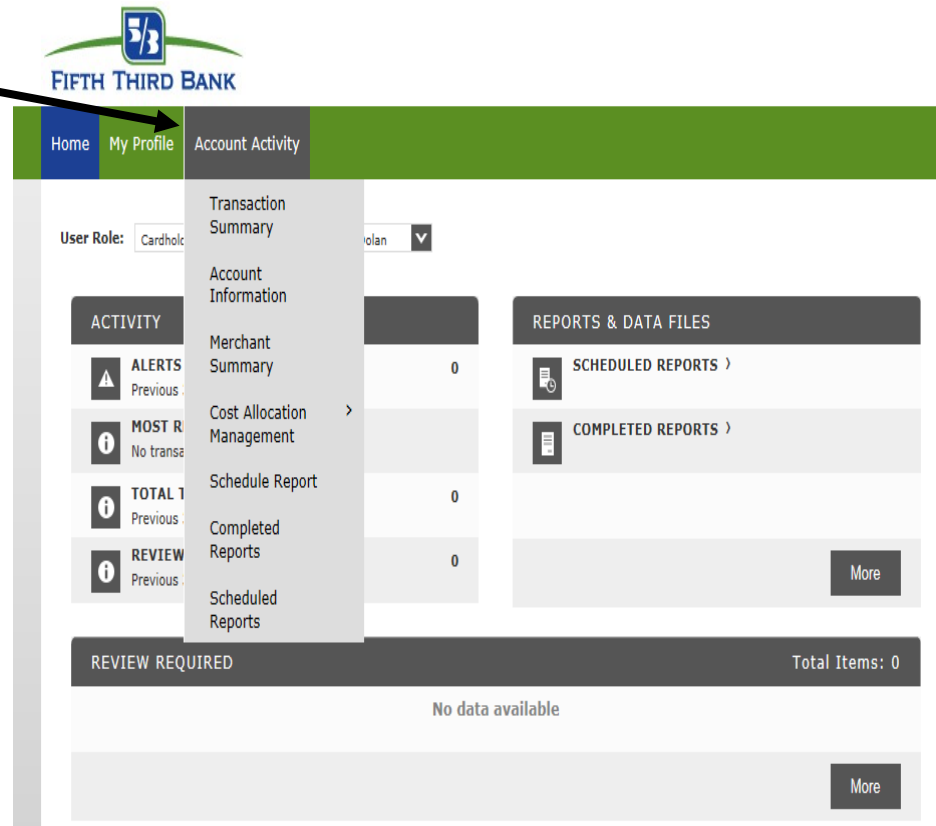 5/3
FIFTH THIRD BANK
Home My Profile Account Activity
Transaction
Summary
Account
Information
Merchant
Summary
Cost Allocation >
Management
Schedule Report
Completed
Reports
Scheduled
Reports
User Role:
ACTIVITY
ALERTS 0
Previous
MOST
No
TOTAL 0
Previous
REVIEW 0
Previous
REPORTS & DATA FILES
SCHEDULED REPORTS >
COMPLETED REPORTS >
More
REVIEW REQUIRED Total Items: 0
No data available
More